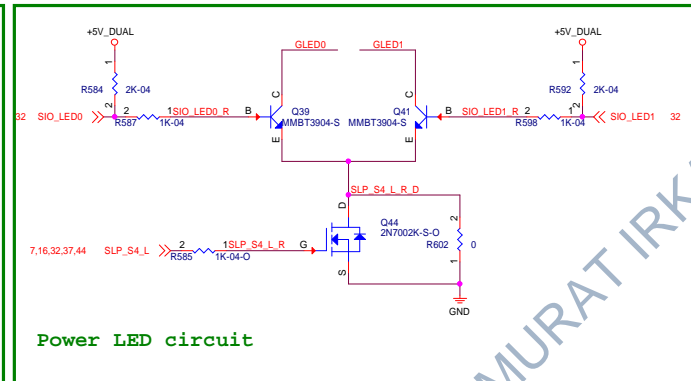 +5V_DUAL
+5V_DUAL
GLED0
GLED1
1
R584
2K-04
2
C
Q39
MMBT3904-S
C
Q41
MMBT3904-S
1
R592
2K-04
2
32
SIO_LED0
2
R587
1
1K-04
SIO_LED0_R
B
E
B
E
SIO_LED1_R
2
R598
1
1K-04
SIO_LED1
32
SLP_S4_L_R_D
D
Q44
2N7002K-S-O
2
R602
0
1
7,16,32,37,44
SLP_S4_L
2
R585
1
1K-04-O
SLP_S4_L_R
G
S
GND
Power LED circuit
MURAT IRK